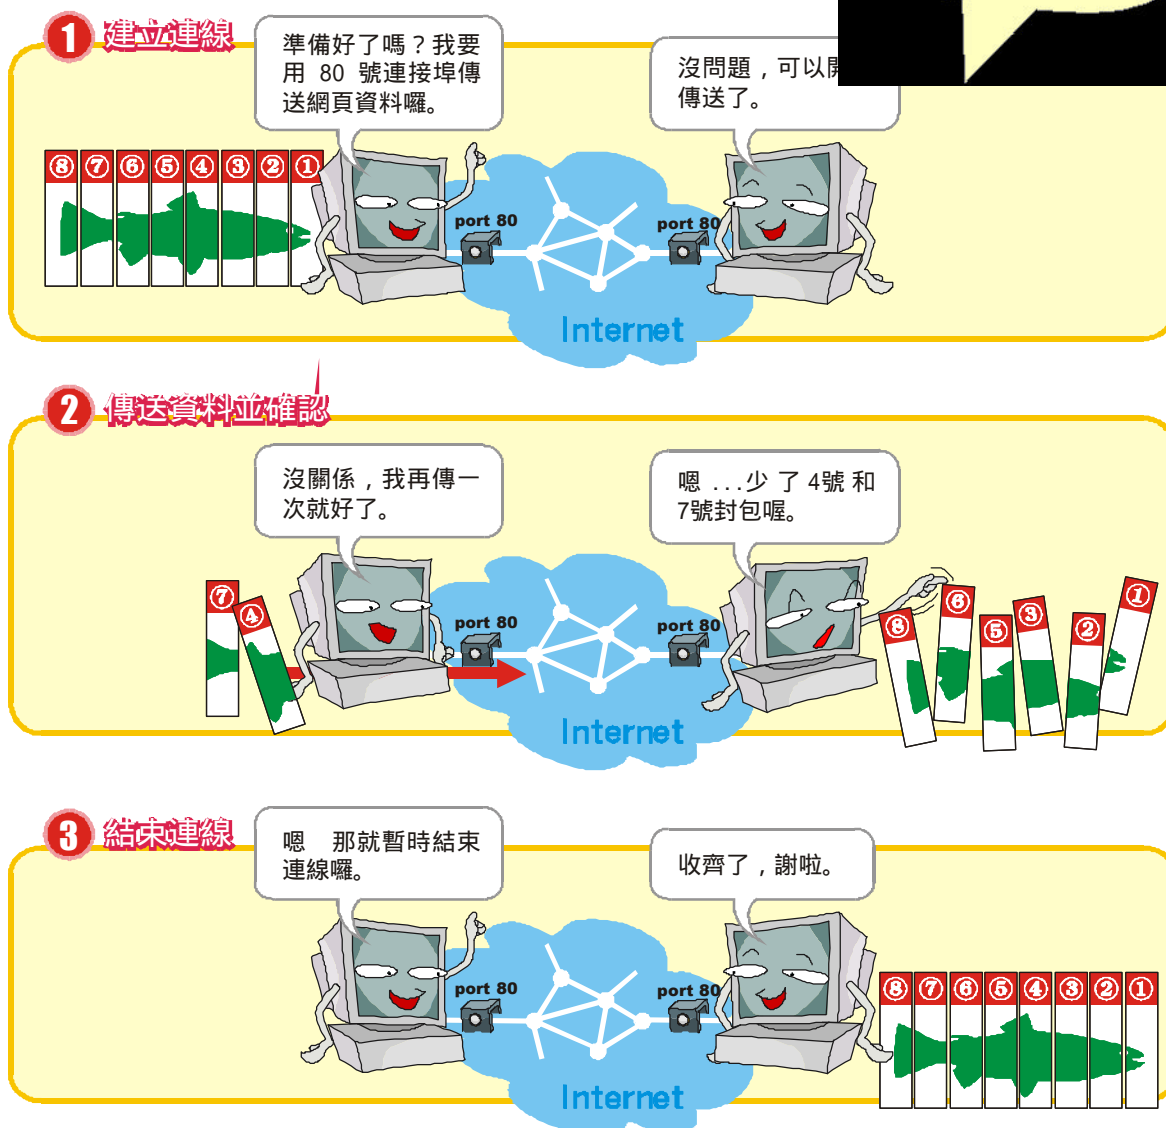 1 建立連線
準備好了嗎？我要
用 80 號連接埠傳
送網頁資料囉。
沒問題，可以開
傳送了。
⑧ ⑦ ⑥ ⑤ ④ ③ ② ①
port 80
port 80
Internet
2 傳送資料並確認
沒關係，我再傳一
次就好了。
嗯 ...少 了 4號 和
7號封包喔。
⑦ ④
port 80
port 80
⑧ ⑥ ⑤ ③ ② ①
Internet
3 結束連線
嗯 那就暫時結束
連線囉。
收齊了，謝啦。
port 80
port 80
⑧ ⑦ ⑥ ⑤ ④ ③ ② ①
Internet